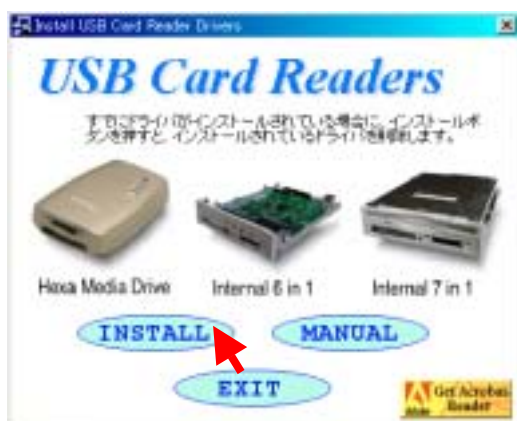 Install USB Card Reader Drivers
USB Card Readers
すでにドライバがインストールされている場合に、インストールボ
タンを押すと、インストールされているドライバを削除します。
Hexa Media Drive
Internal 6 in 1
Internal 7 in 1
INSTALL
MANUAL
EXIT
Get Acrobat
Reader
Adobe